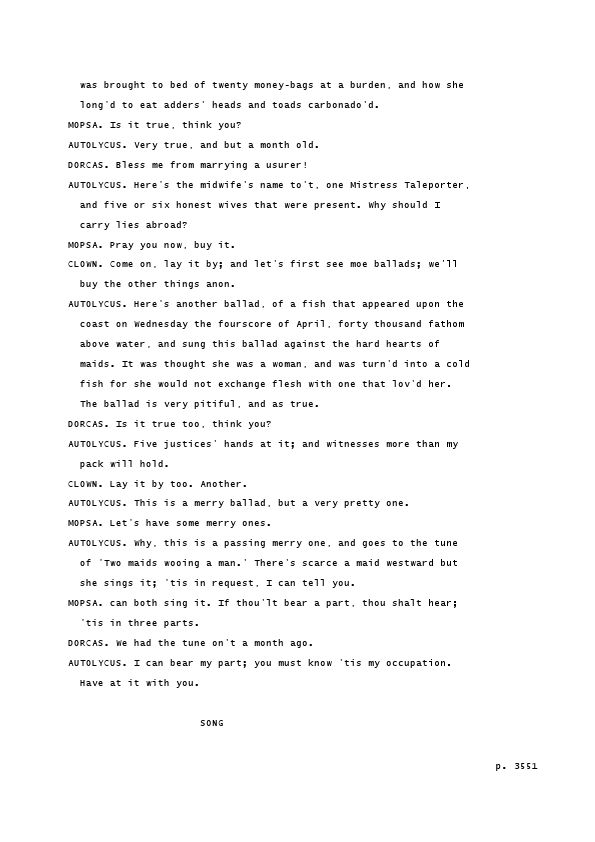 was brought to bed of twenty money-bags at a burden, and how she
long'd to eat adders' heads and toads carbonado'd.
MOPSA. Is it true, think you?
AUTOLYCUS. Very true, and but a month old.
DORCAS. Bless me from marrying a usurer!
AUTOLYCUS. Here's the midwife's name to't, one Mistress Taleporter,
and five or six honest wives that were present. Why should I
carry lies abroad?
MOPSA. Pray you now, buy it.
CLOWN. Come on, lay it by; and let's first see moe ballads; we'll
buy the other things anon.
AUTOLYCUS. Here's another ballad, of a fish that appeared upon the
coast on Wednesday the fourscore of April, forty thousand fathom
above water, and sung this ballad against the hard hearts of
maids. It was thought she was a woman, and was turn'd into a cold
fish for she would not exchange flesh with one that lov'd her.
The ballad is very pitiful, and as true.
DORCAS. Is it true too, think you?
AUTOLYCUS. Five justices' hands at it; and witnesses more than my
pack will hold.
CLOWN. Lay it by too. Another.
AUTOLYCUS. This is a merry ballad, but a very pretty one.
MOPSA. Let's have some merry ones.
AUTOLYCUS. Why, this is a passing merry one, and goes to the tune
of 'Two maids wooing a man.' There's scarce a maid westward but
she sings it; 'tis in request, I can tell you.
MOPSA. can both sing it. If thou'lt bear a part, thou shalt hear;
'tis in three parts.
DORCAS. We had the tune on't a month ago.
AUTOLYCUS. I can bear my part; you must know 'tis my occupation.
Have at it with you.
SONG
p. 3551